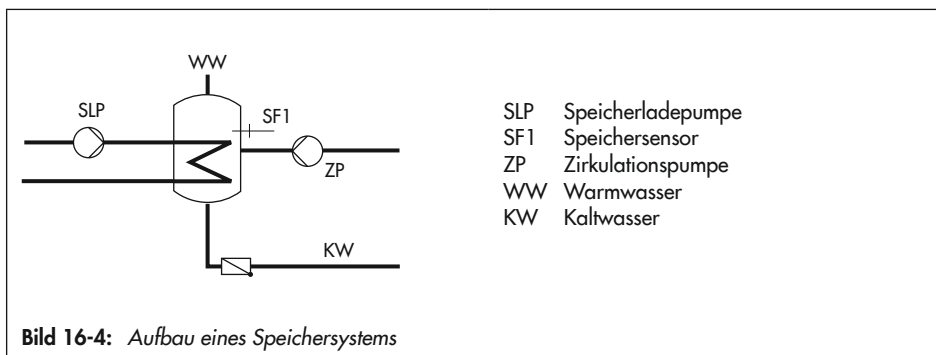 WW
SLP
SF1
ZP
KW
SLP Speicherladepumpe
SF1 Speichersensor
ZP Zirkulationspumpe
WW Warmwasser
KW Kaltwasser
Bild 16-4: Aufbau eines Speichersystems